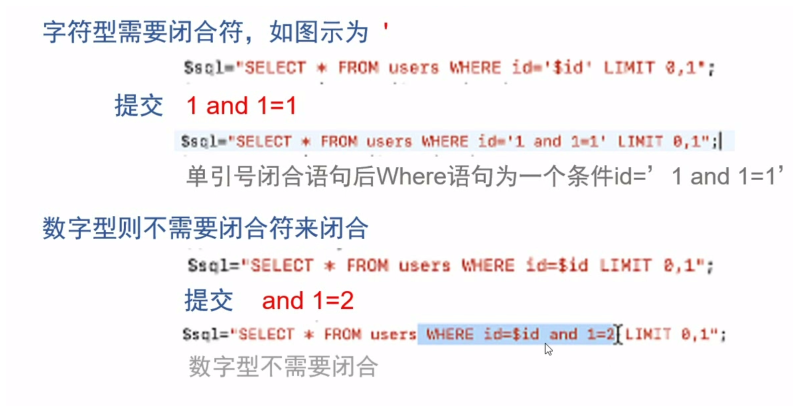 字符型需要闭合符，如图示为 '
$sql="SELECT * FROM users WHERE id='$id' LIMIT 0,1";
提交 1 and 1=1
$sql="SELECT * FROM users WHERE id='1 and 1=1' LIMIT 0,1";
单引号闭合语句后Where语句为一个条件id=’1 and 1=1’
数字型则不需要闭合符来闭合
$sql="SELECT * FROM users WHERE id=$id LIMIT 0,1";
提交 and 1=2
$sql="SELECT * FROM users WHERE id=$id and 1=2 LIMIT 0,1";
数字型不需要闭合